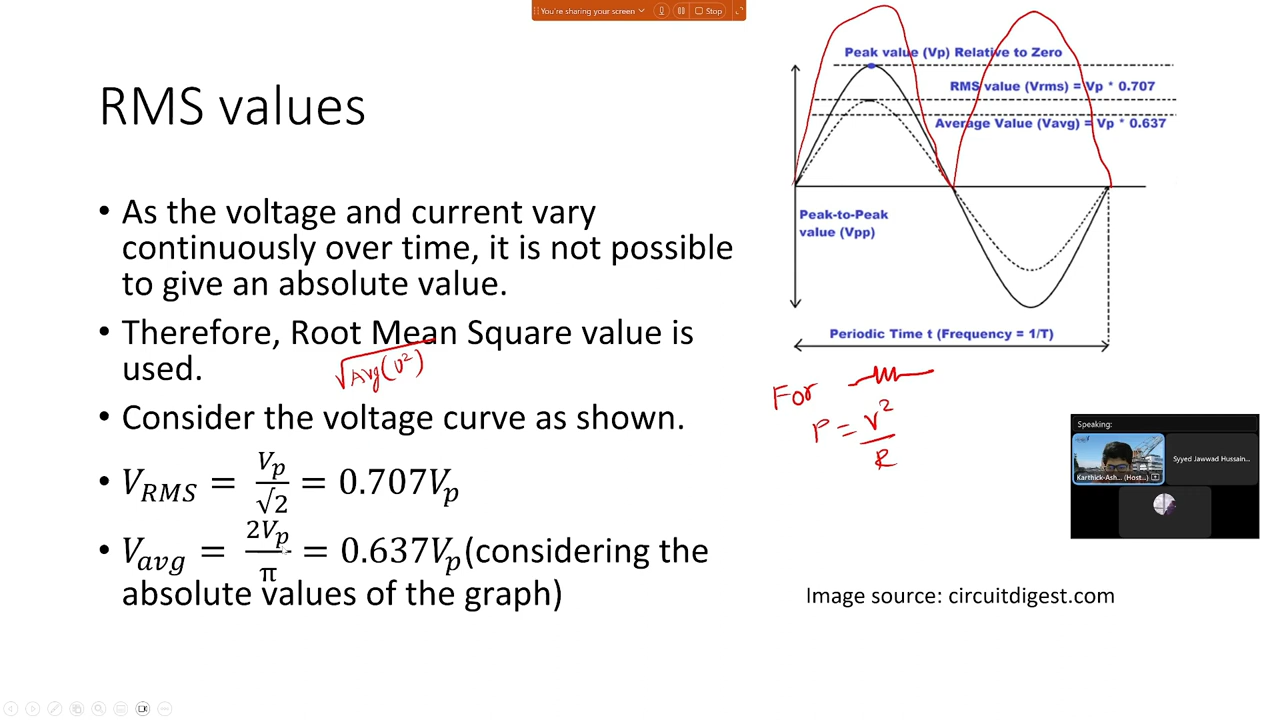 You're sharing your screen
Stop
RMS values
• As the voltage and current vary
continuously over time, it is not possible
to give an absolute value.
• Therefore, Root Mean Square value is
used.
√Avg(v²)
• Consider the voltage curve as shown.
• V_RMS = V_p/√2 = 0.707V_p
• V_avg = 2V_p/π = 0.637V_p(considering the
absolute values of the graph)
Peak value (Vp) Relative to Zero
RMS value (Vrms) = Vp * 0.707
Average Value (Vavg) = Vp * 0.637
Peak-to-Peak
value (Vpp)
Periodic Time t (Frequency = 1/T)
For
P = v²/R
Speaking:
Karthick-Ash... (Host...
Syyed Jawwad Hussain...
Image source: circuitdigest.com